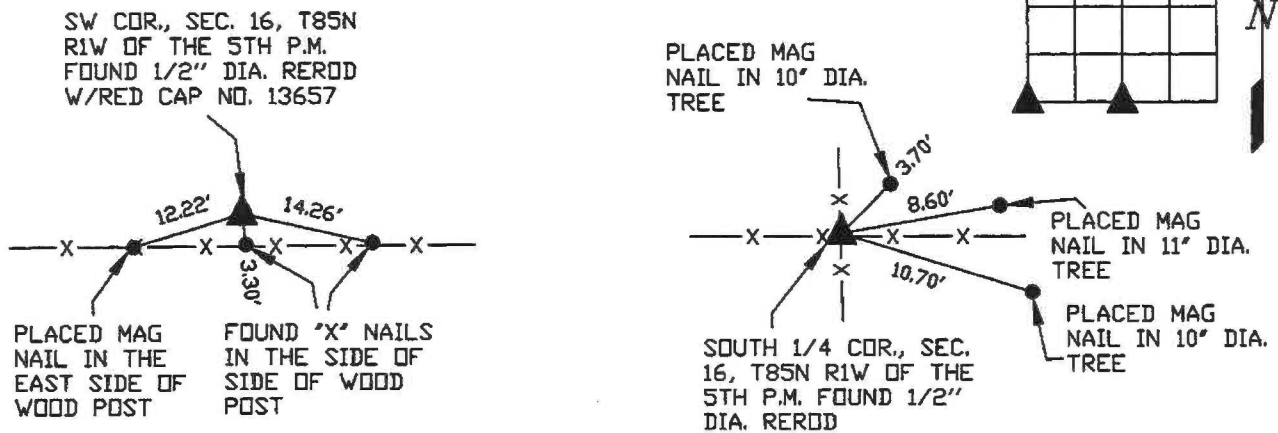 SW COR., SEC. 16, T85N
R1W OF THE 5TH P.M.
FOUND 1/2" DIA. REROD
W/RED CAP NO. 13657
12.22'
14.26'
X X X X X
3.30'
PLACED MAG
NAIL IN THE
EAST SIDE OF
WOOD POST
FOUND "X" NAILS
IN THE SIDE OF
SIDE OF WOOD
POST
N
PLACED MAG
NAIL IN 10" DIA.
TREE
3.70'
8.60'
X
X X X X
X
10.70'
PLACED MAG
NAIL IN 11" DIA.
TREE
PLACED MAG
NAIL IN 10" DIA.
TREE
SOUTH 1/4 COR., SEC.
16, T85N R1W OF THE
5TH P.M. FOUND 1/2"
DIA. REROD